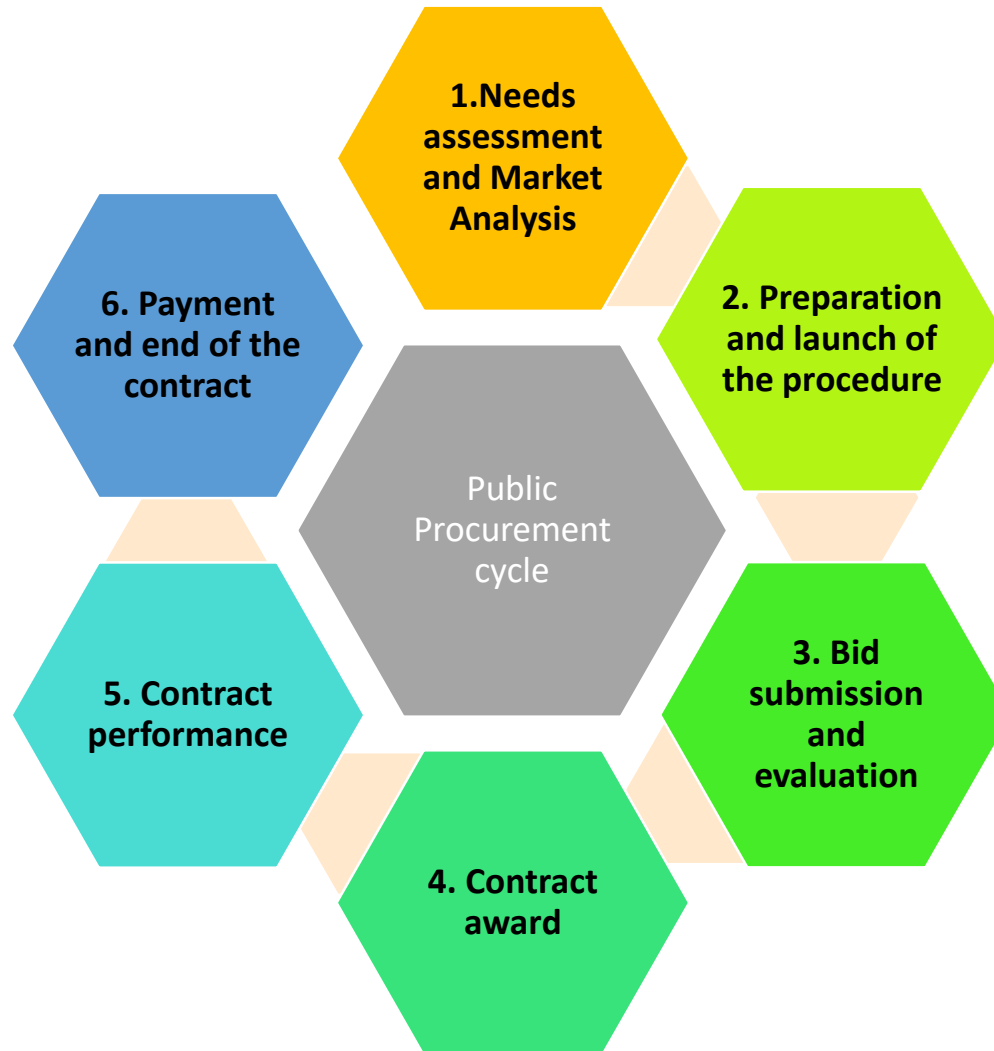 1.Needs
assessment
and Market
Analysis
2. Preparation
and launch of
the procedure
3. Bid
submission
and
evaluation
4. Contract
award
5. Contract
performance
6. Payment
and end of the
contract
Public
Procurement
cycle